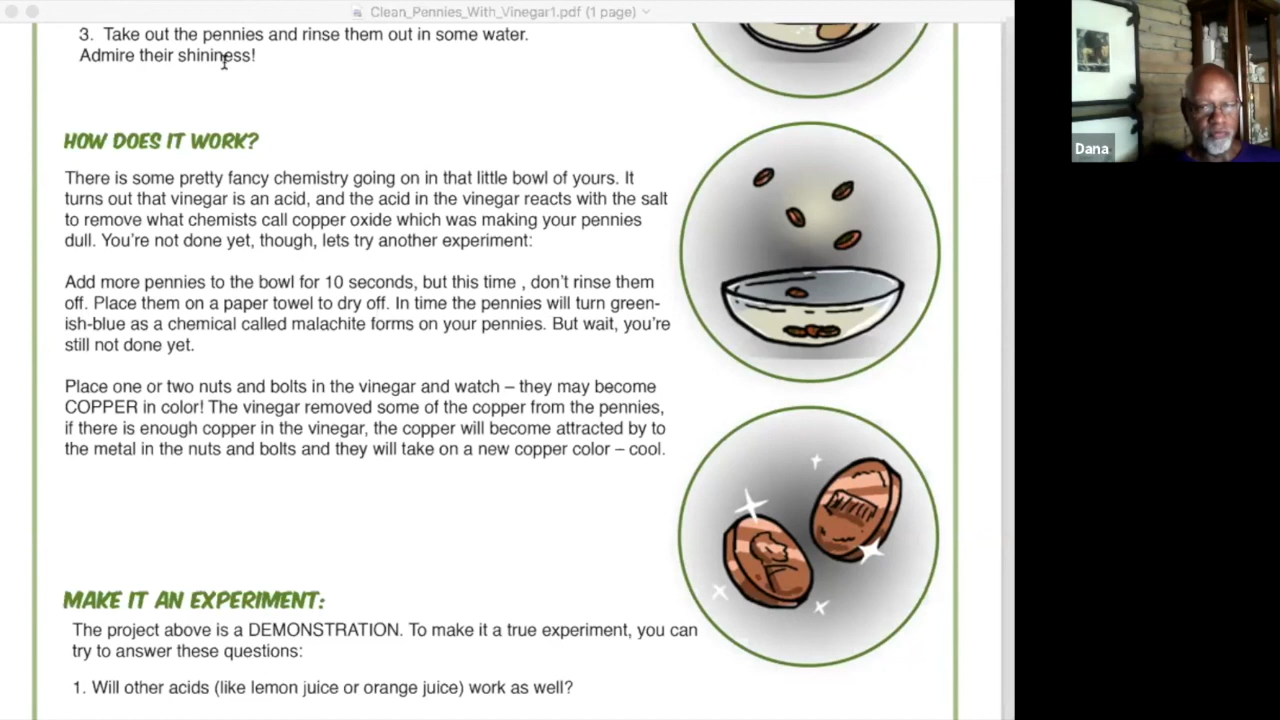 Clean_Pennies_With_Vinegar1.pdf (1 page)
3. Take out the pennies and rinse them out in some water.
Admire their shininess!
HOW DOES IT WORK?
There is some pretty fancy chemistry going on in that little bowl of yours. It
turns out that vinegar is an acid, and the acid in the vinegar reacts with the salt
to remove what chemists call copper oxide which was making your pennies
dull. You're not done yet, though, lets try another experiment:
Add more pennies to the bowl for 10 seconds, but this time , don't rinse them
off. Place them on a paper towel to dry off. In time the pennies will turn green-
ish-blue as a chemical called malachite forms on your pennies. But wait, you're
still not done yet.
Place one or two nuts and bolts in the vinegar and watch – they may become
COPPER in color! The vinegar removed some of the copper from the pennies,
if there is enough copper in the vinegar, the copper will become attracted by to
the metal in the nuts and bolts and they will take on a new copper color – cool.
MAKE IT AN EXPERIMENT:
The project above is a DEMONSTRATION. To make it a true experiment, you can
try to answer these questions:
1. Will other acids (like lemon juice or orange juice) work as well?
Dana